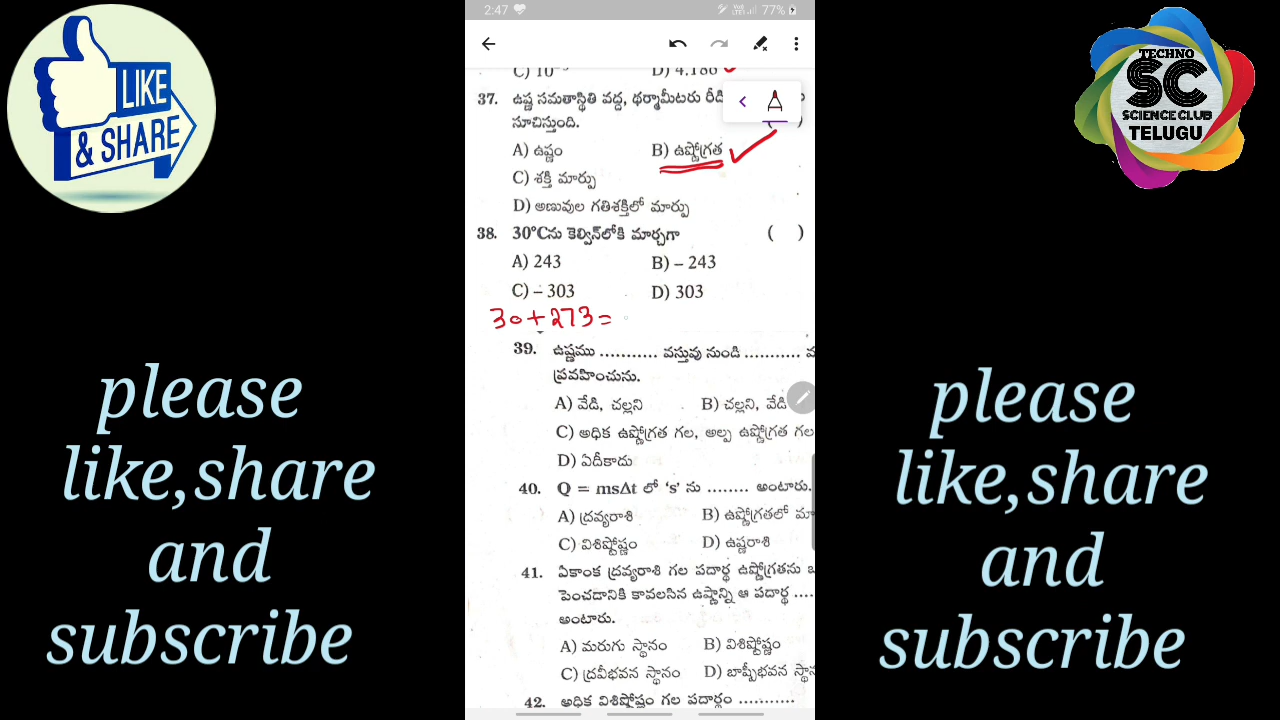 LIKE
& SHARE
please
like,share
and
subscribe
2:47
77%
C) 10
D) 4.186
37. ఉష్ణ సమతాస్థితి వద్ద, థర్మామీటరు
సూచిస్తుంది. )
A) ఉష్ణం B) ఉష్ణోగ్రత
C) శక్తి మార్పు
D) అణువుల గతిశక్తిలో మార్పు
38. 30°Cను కెల్విన్‌లోకి మార్చగా ( )
A) 243 B) – 243
C) – 303 D) 303
30+273=
39. ఉష్ణము ........... వస్తువు నుండి ...........
ప్రవహించును.
A) వేడి, చల్లని B) చల్లని, వేడి
C) అధిక ఉష్ణోగ్రత గల, అల్ప ఉష్ణోగ్రత గల
D) ఏదీకాదు
40. Q = msΔt లో ‘s’ ను ........ అంటారు.
A) ద్రవ్యరాశి B) ఉష్ణోగ్రతలో
C) విశిష్టోష్ణం D) ఉష్ణరాశి
41. ఏకాంక ద్రవ్యరాశి గల పదార్థ ఉష్ణోగ్రతను
పెంచడానికి కావలసిన ఉష్ణాన్ని ఆ పదార్థ ....
అంటారు.
A) మరుగు స్థానం B) విశిష్టోష్ణం
C) ద్రవీభవన స్థానం D) బాష్పీభవన
42. అధిక విశిష్టోష్ణం గల పదార్థం ...........
TECHNO
SC
SCIENCE CLUB
TELUGU
please
like,share
and
subscribe